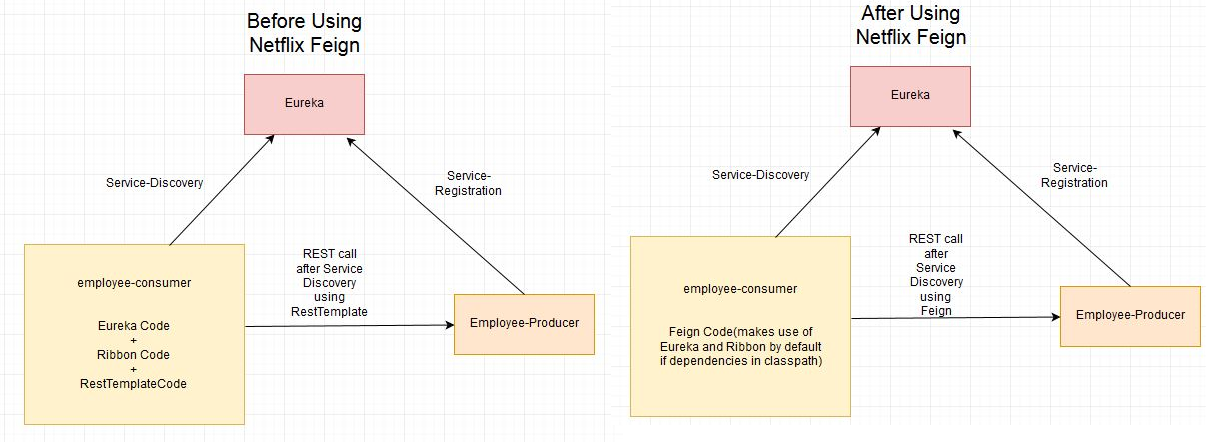 Before Using
Netflix Feign
Eureka
Service-Discovery
Service-
Registration
employee-consumer
Eureka Code
+
Ribbon Code
+
RestTemplateCode
REST call
after Service
Discovery
using
RestTemplate
Employee-Producer
After Using
Netflix Feign
Eureka
Service-Discovery
Service-
Registration
employee-consumer
Feign Code(makes use of
Eureka and Ribbon by default
if dependencies in classpath)
REST call
after
Service
Discovery
using
Feign
Employee-Producer